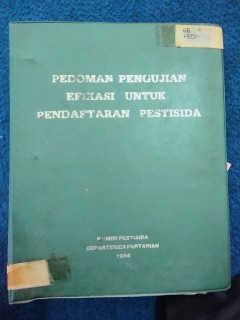 PEDOMAN PENGUJIAN
EFIKASI UNTUK
PENDAFTARAN PESTISIDA
KOMISI PESTISIDA
DEPARTEMEN PERTANIAN